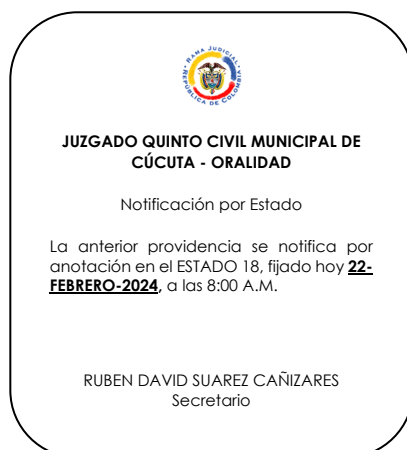 RAMA JUDICIAL
REPÚBLICA DE COLOMBIA
JUZGADO QUINTO CIVIL MUNICIPAL DE
CÚCUTA - ORALIDAD
Notificación por Estado
La anterior providencia se notifica por
anotación en el ESTADO 18, fijado hoy 22-
FEBRERO-2024, a las 8:00 A.M.
RUBEN DAVID SUAREZ CAÑIZARES
Secretario